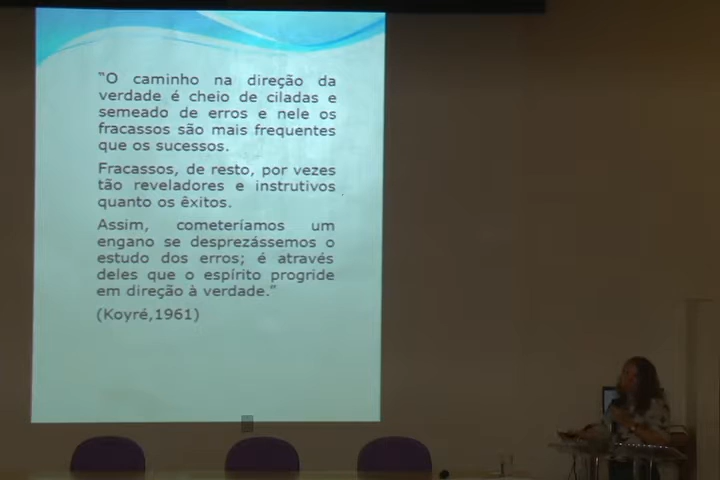 “O caminho na direção da
verdade é cheio de ciladas e
semeado de erros e nele os
fracassos são mais frequentes
que os sucessos.
Fracassos, de resto, por vezes
tão reveladores e instrutivos
quanto os êxitos.
Assim, cometeríamos um
engano se desprezássemos o
estudo dos erros; é através
deles que o espírito progride
em direção à verdade.”
(Koyré,1961)